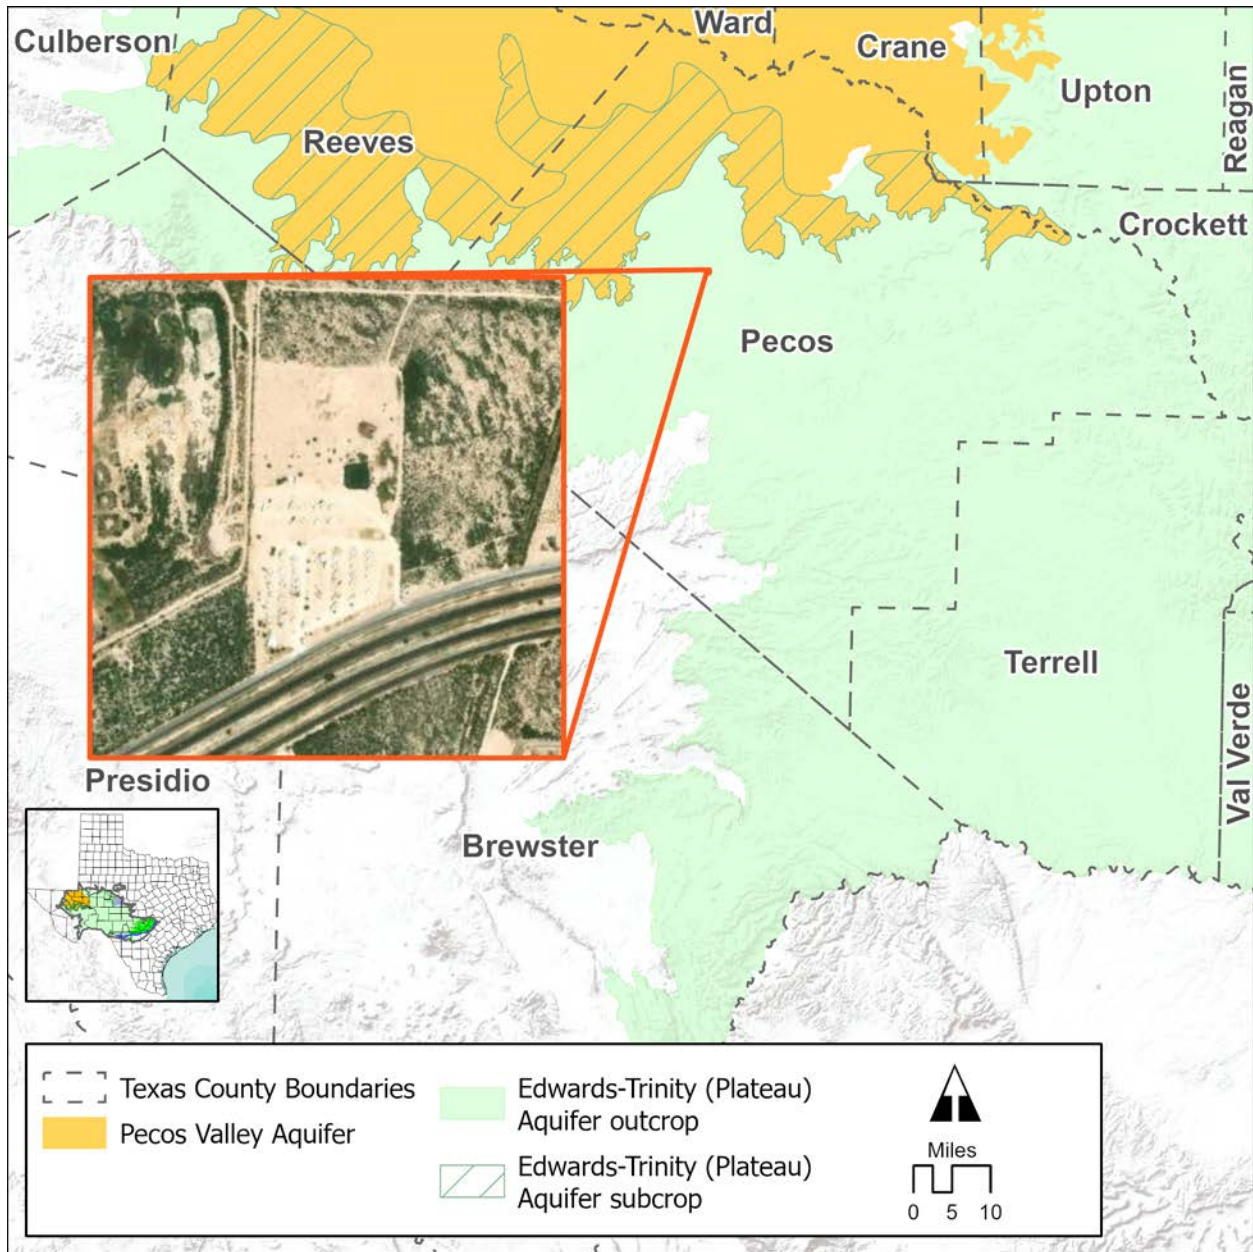 Culberson
Ward
Crane
Upton
Reagan
Reeves
Crockett
Pecos
Terrell
Val Verde
Presidio
Brewster
Texas County Boundaries
Pecos Valley Aquifer
Edwards-Trinity (Plateau)
Aquifer outcrop
Edwards-Trinity (Plateau)
Aquifer subcrop
Miles
0 5 10